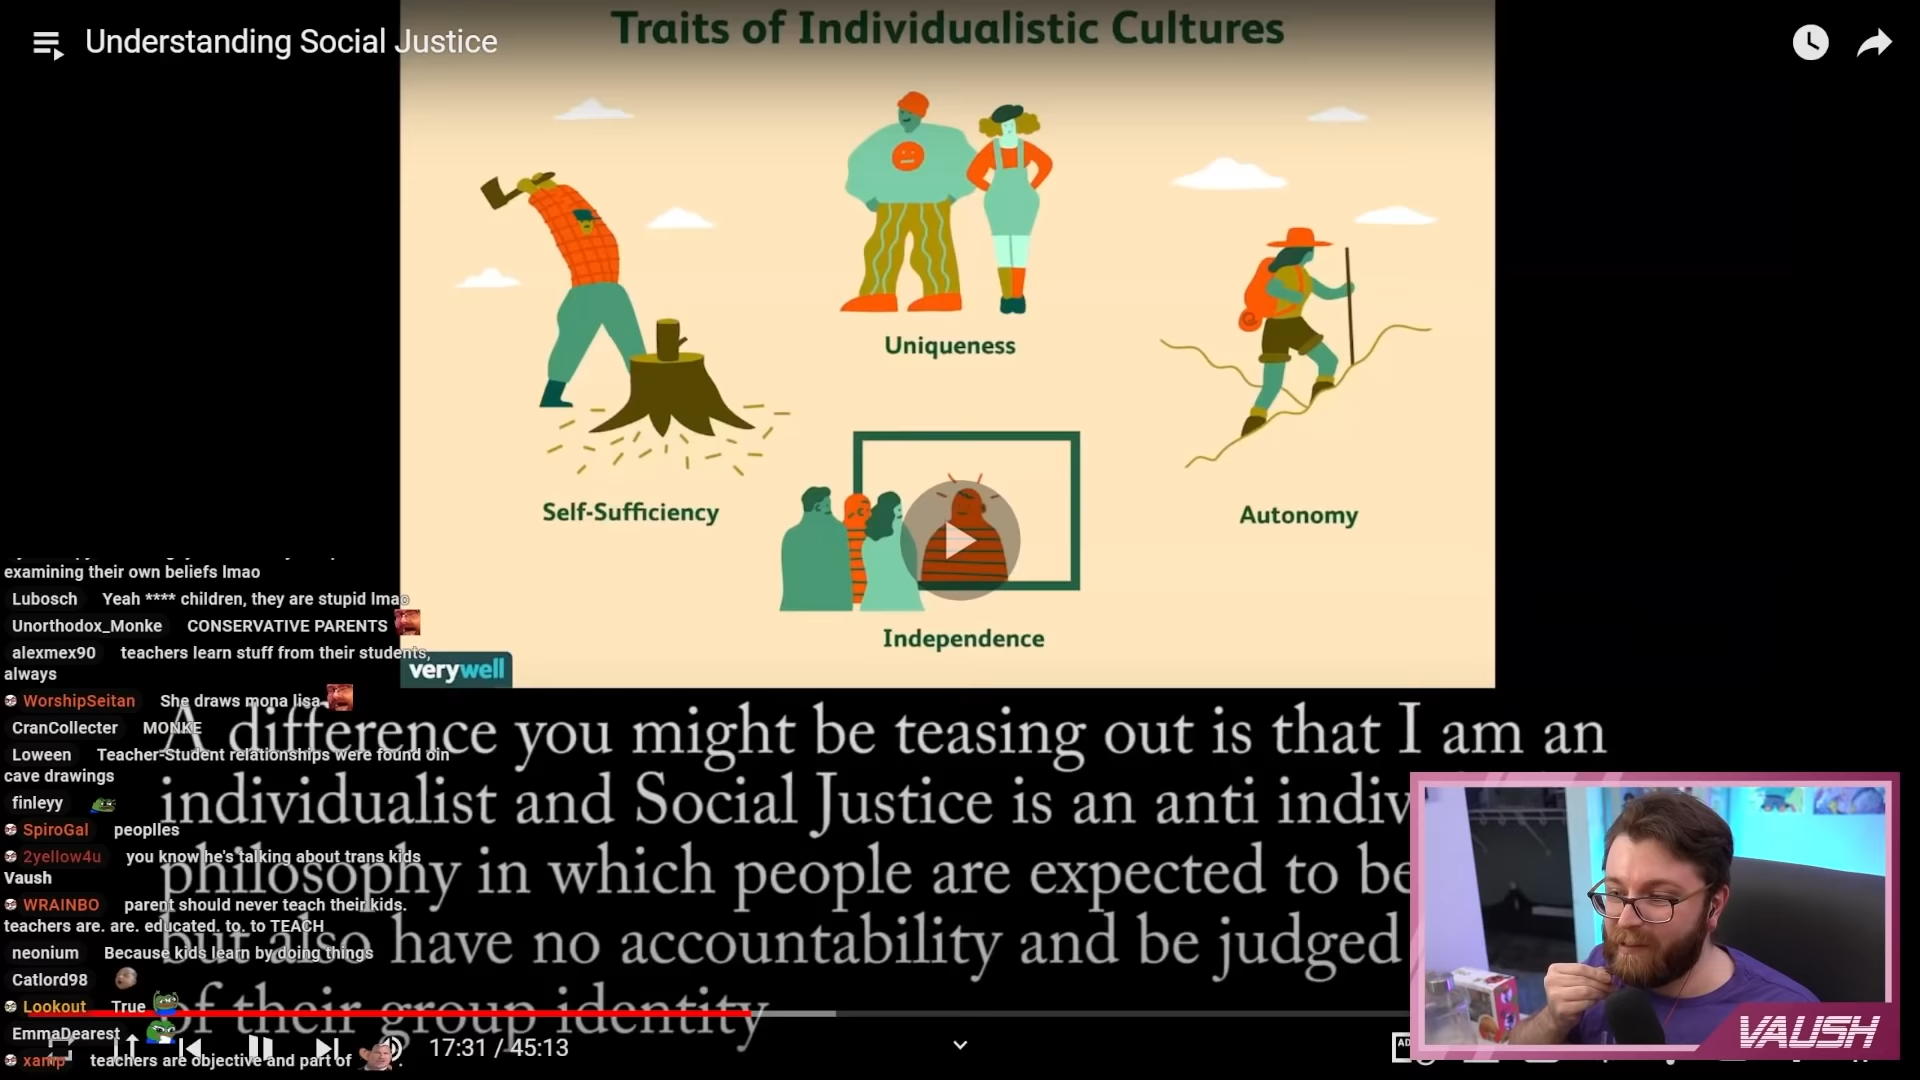 Understanding Social Justice
Traits of Individualistic Cultures
Uniqueness
Self-Sufficiency
Autonomy
Independence
verywell
A difference you might be teasing out is that I am an
individualist and Social Justice is an anti indiv
philosophy in which people are expected to be
but also have no accountability and be judged
of their group identity
examining their own beliefs lmao
Lubosch Yeah **** children, they are stupid lmao
Unorthodox_Monke CONSERVATIVE PARENTS
alexmex90 teachers learn stuff from their students,
always
WorshipSeitan She draws mona lisa
CranCollecter MONKE
Loween Teacher-Student relationships were found oin
cave drawings
finleyy
SpiroGal peoplles
2yellow4u you know he's talking about trans kids
Vaush
WRAINBO parent should never teach their kids.
teachers are. are. educated. to. to TEACH
neonium Because kids learn by doing things
Catlord98
Lookout True
EmmaDearest
xamp teachers are objective and part of .
17:31 / 45:13
AD
VAUSH